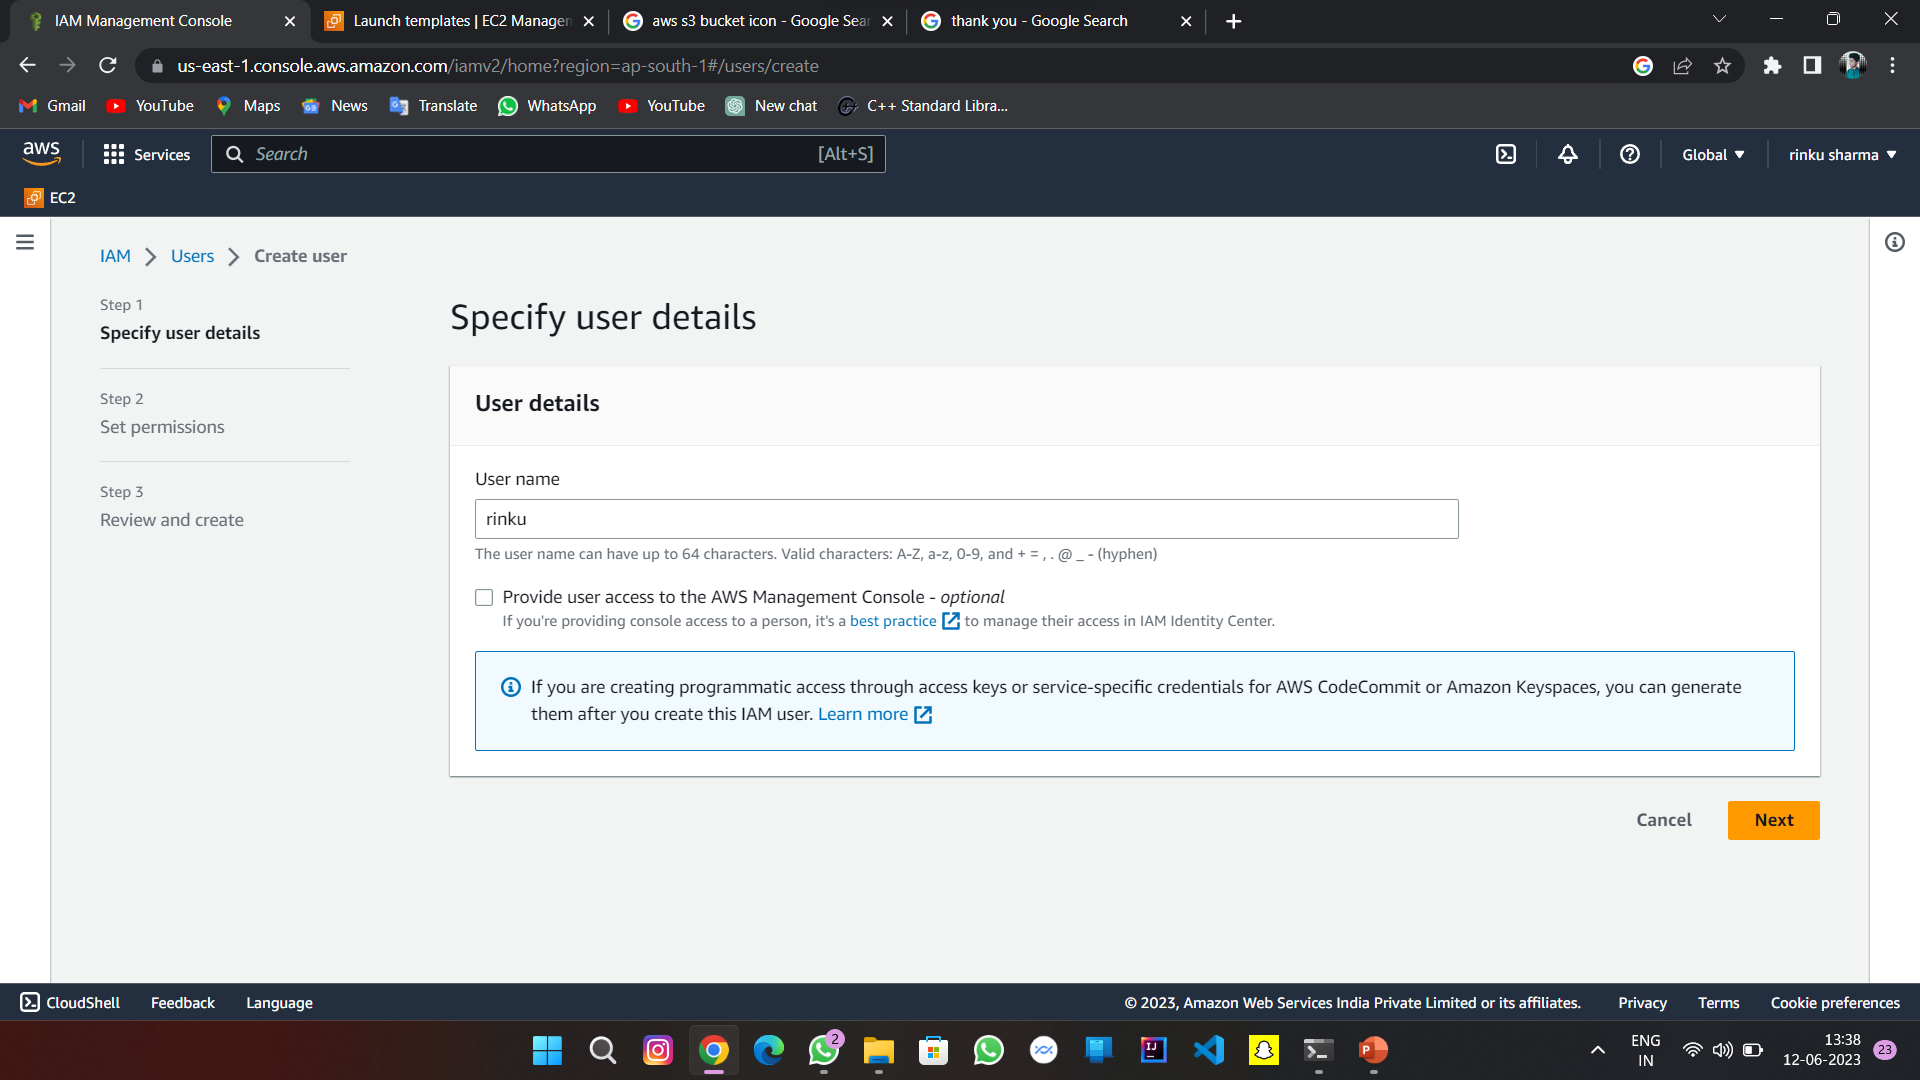 IAM Management Console
Launch templates | EC2 Managem
aws s3 bucket icon - Google Sear
thank you - Google Search
us-east-1.console.aws.amazon.com/iamv2/home?region=ap-south-1#/users/create
Gmail
YouTube
Maps
News
Translate
WhatsApp
YouTube
New chat
C++ Standard Libra...
aws
Services
Search
[Alt+S]
Global
rinku sharma
EC2
IAM
Users
Create user
Step 1
Specify user details
Step 2
Set permissions
Step 3
Review and create
Specify user details
User details
User name
rinku
The user name can have up to 64 characters. Valid characters: A-Z, a-z, 0-9, and + = , . @ _ - (hyphen)
Provide user access to the AWS Management Console - optional
If you're providing console access to a person, it's a best practice to manage their access in IAM Identity Center.
If you are creating programmatic access through access keys or service-specific credentials for AWS CodeCommit or Amazon Keyspaces, you can generate
them after you create this IAM user. Learn more
Cancel
Next
CloudShell
Feedback
Language
© 2023, Amazon Web Services India Private Limited or its affiliates.
Privacy
Terms
Cookie preferences
2
IJ
P
ENG
IN
13:38
12-06-2023
23